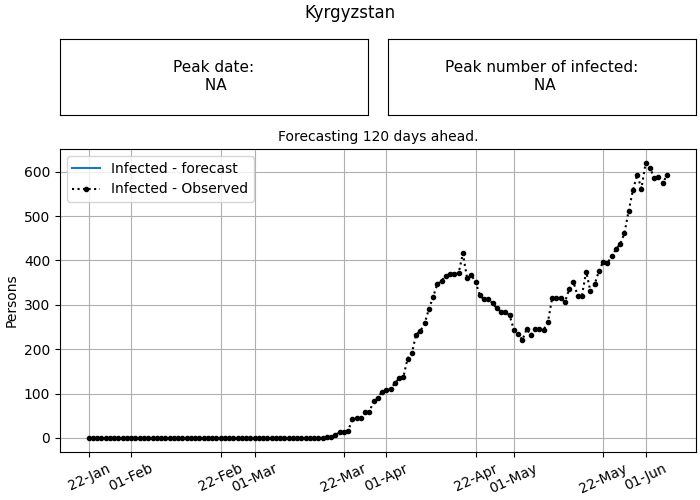 Kyrgyzstan
Peak date:
NA
Peak number of infected:
NA
Forecasting 120 days ahead.
Infected - forecast
Infected - Observed
Persons
600
500
400
300
200
100
0
22-Jan
01-Feb
22-Feb
01-Mar
22-Mar
01-Apr
22-Apr
01-May
22-May
01-Jun